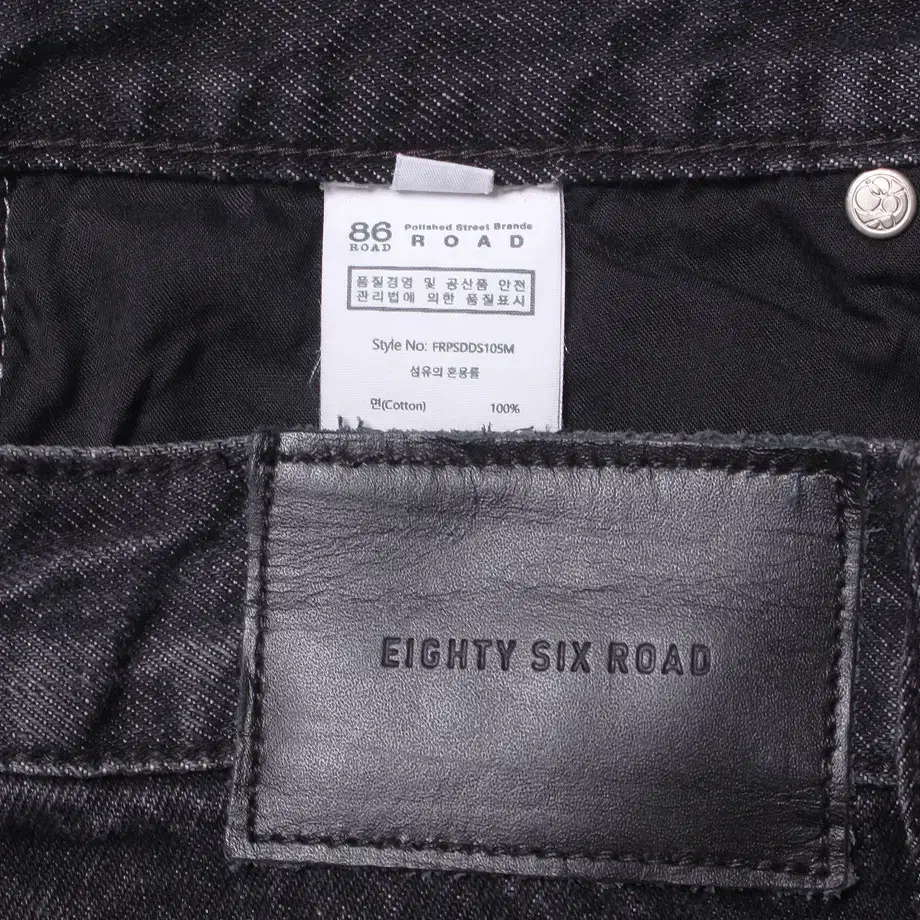 86 ROAD
Polished Street Brande
ROAD
품질경영 및 공산품 안전
관리법에 의한 품질표시
Style No: FRPSDDS105M
섬유의 혼용률
면(Cotton) 100%
EIGHTY SIX ROAD